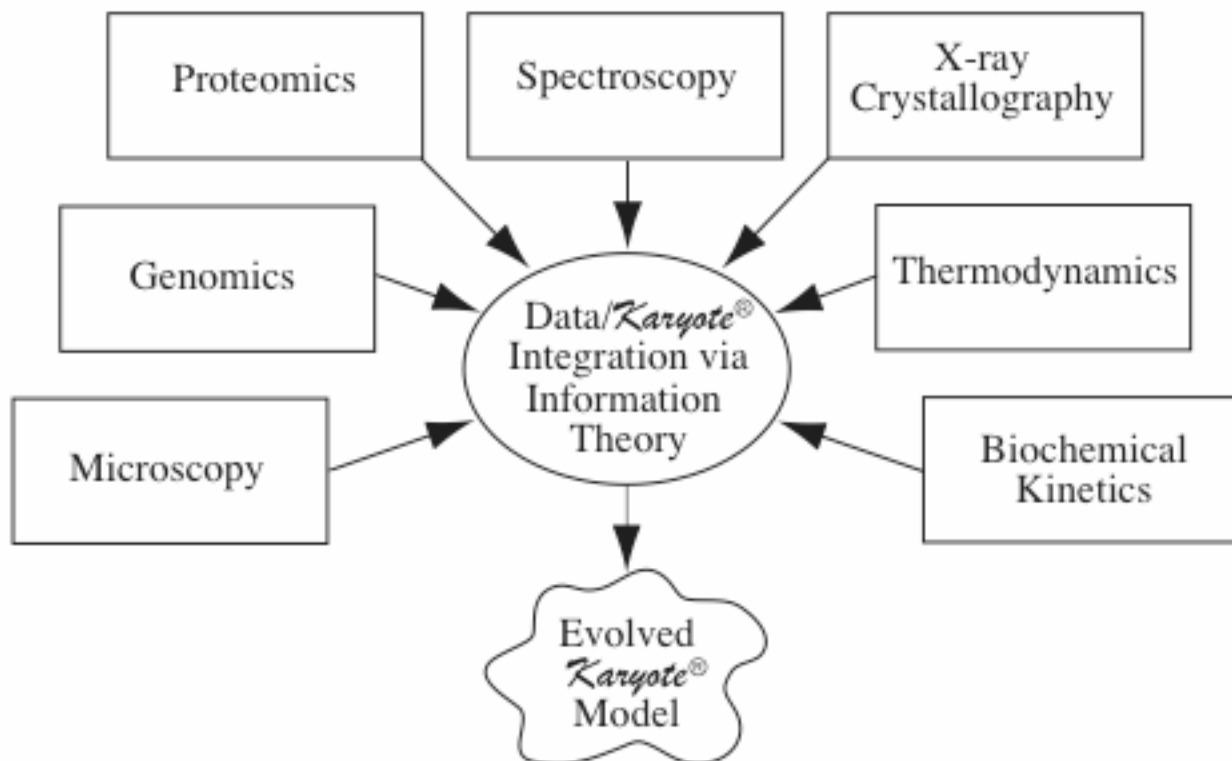 Proteomics
Spectroscopy
X-ray
Crystallography
Genomics
Thermodynamics
Data/Karyote®
Integration via
Information
Theory
Microscopy
Biochemical
Kinetics
Evolved
Karyote®
Model